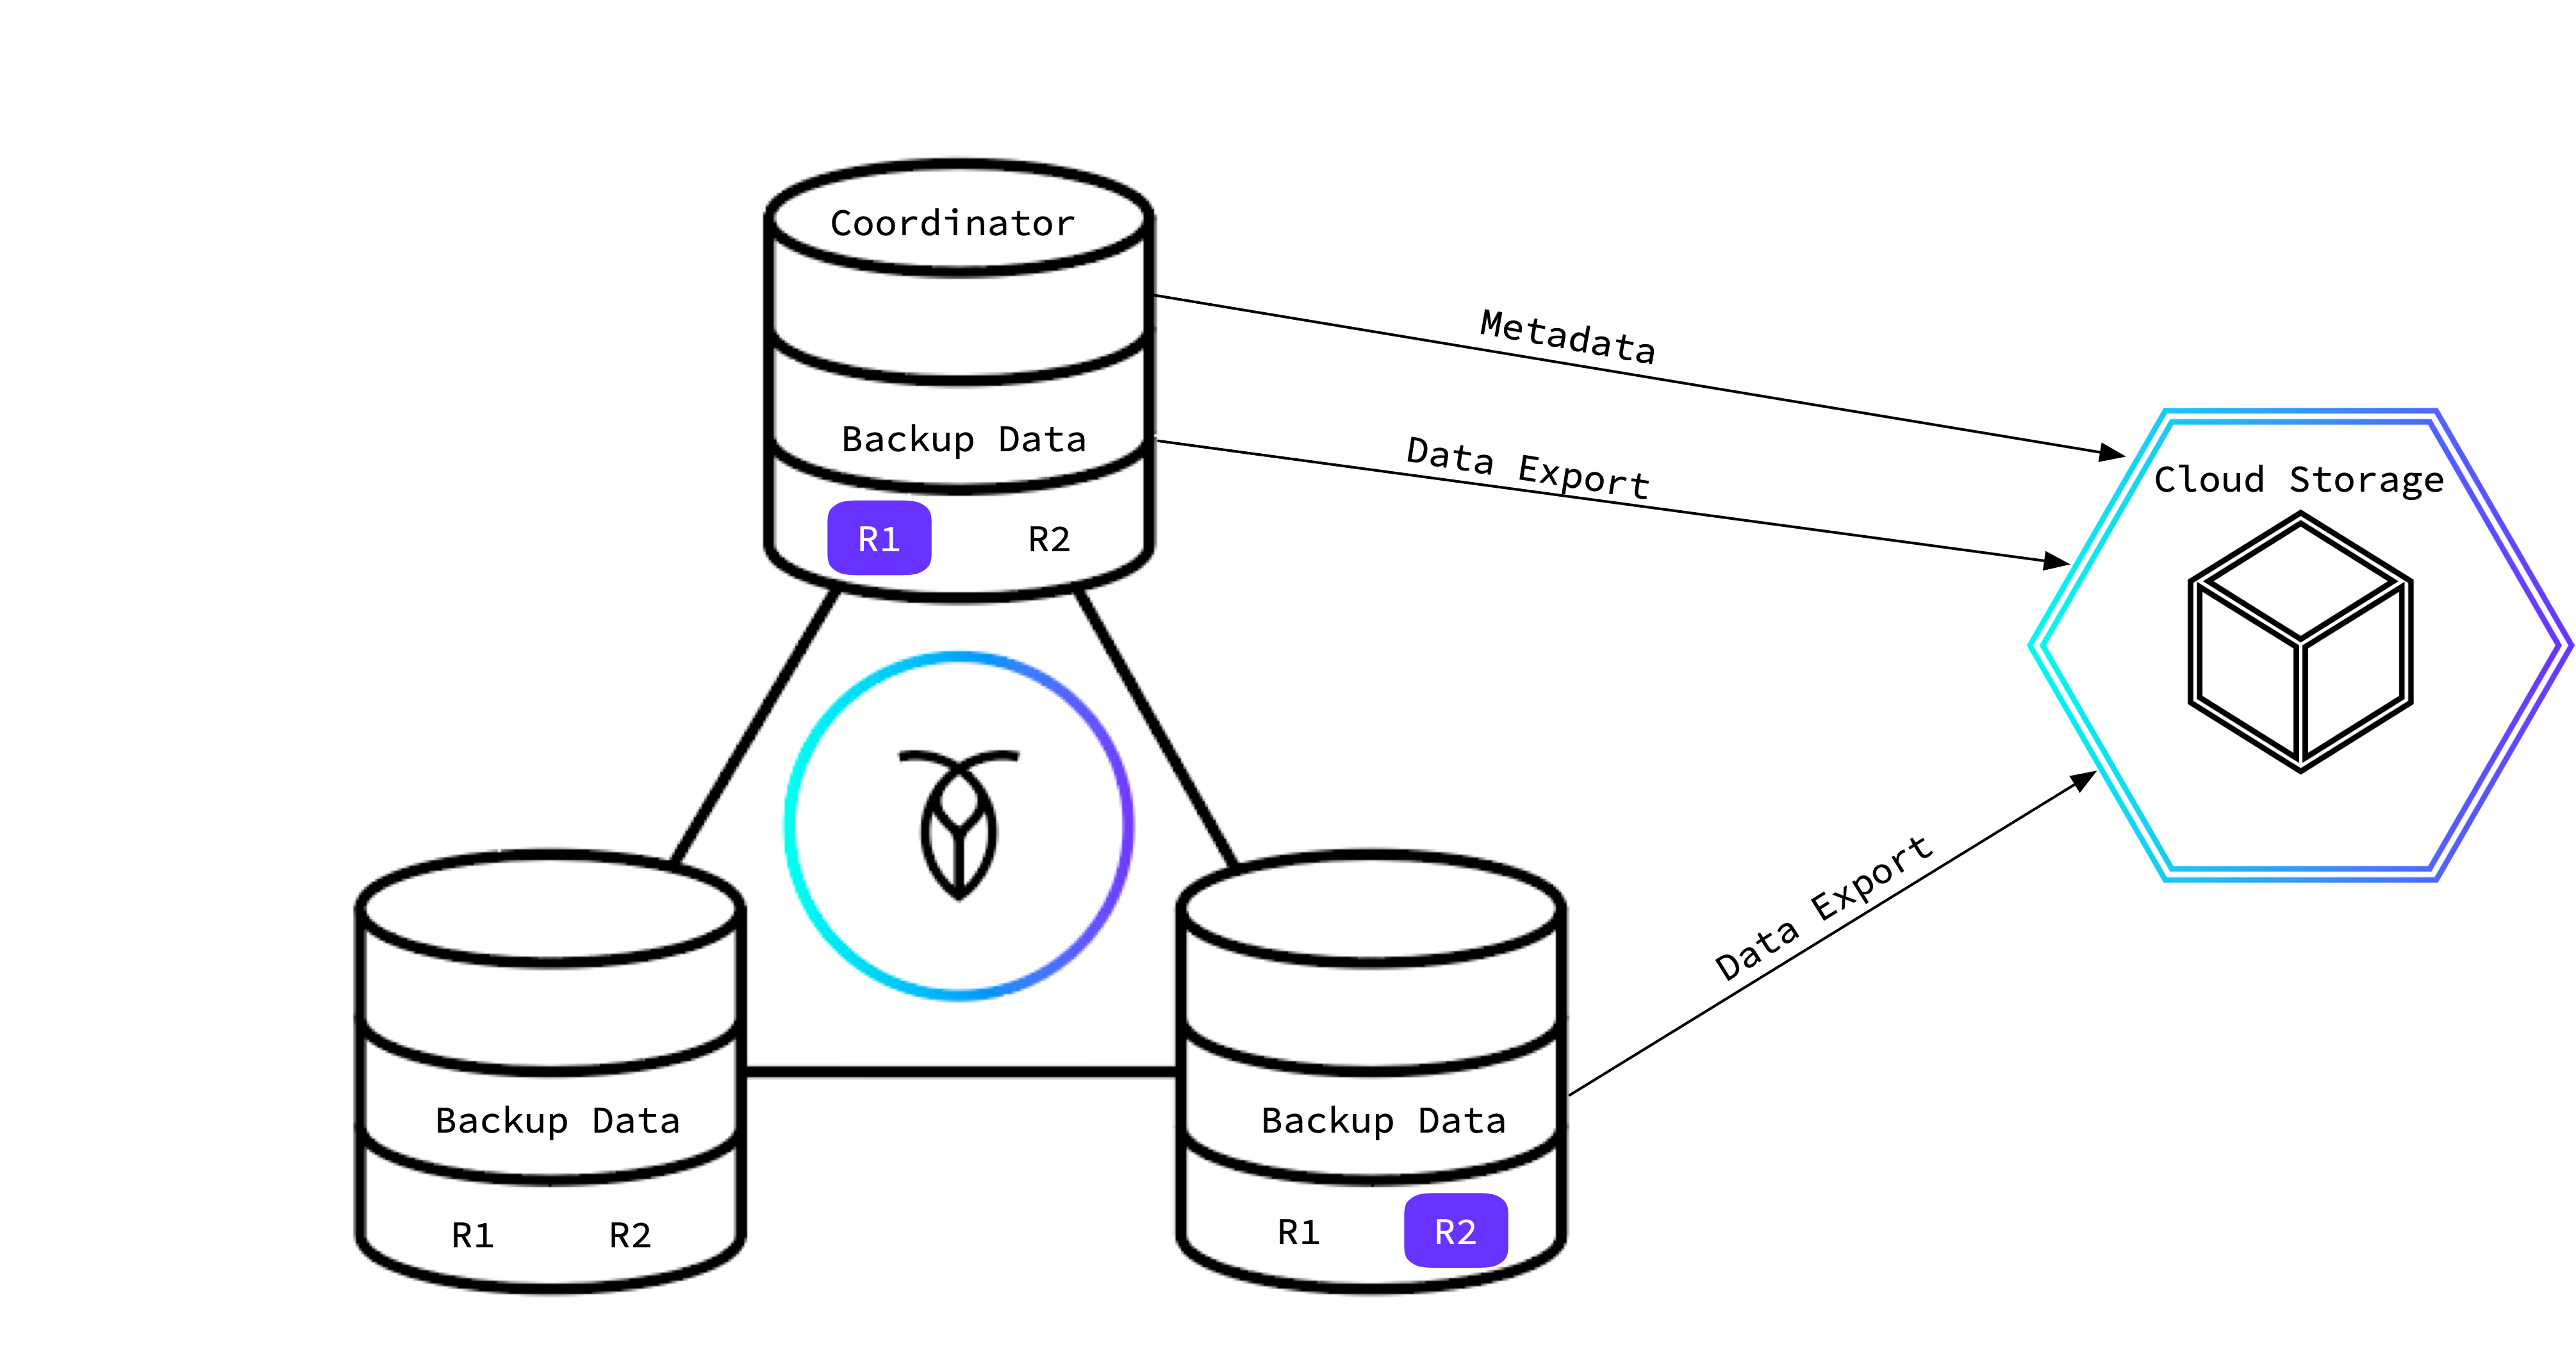 Coordinator
Metadata
Backup Data
Data Export
R1 R2
Cloud Storage
Data Export
Backup Data
R1 R2
Backup Data
R1 R2